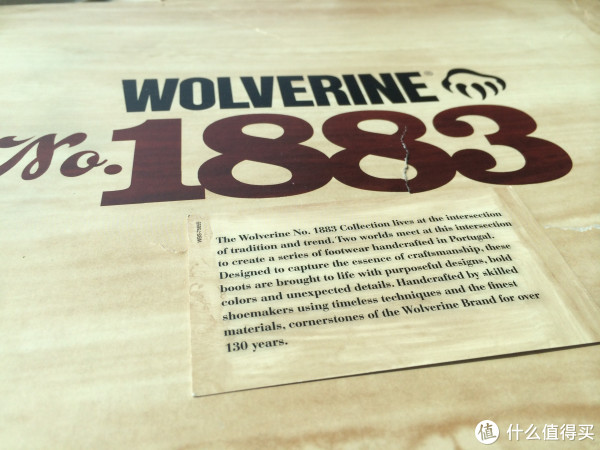 WOLVERINE®
No. 1883
The Wolverine No. 1883 Collection lives at the intersection
of tradition and trend. Two worlds meet at this intersection
to create a series of footwear handcrafted in Portugal.
Designed to capture the essence of craftsmanship, these
boots are brought to life with purposeful designs, bold
colors and unexpected details. Handcrafted by skilled
shoemakers using timeless techniques and the finest
materials, cornerstones of the Wolverine Brand for over
130 years.
值 什么值得买